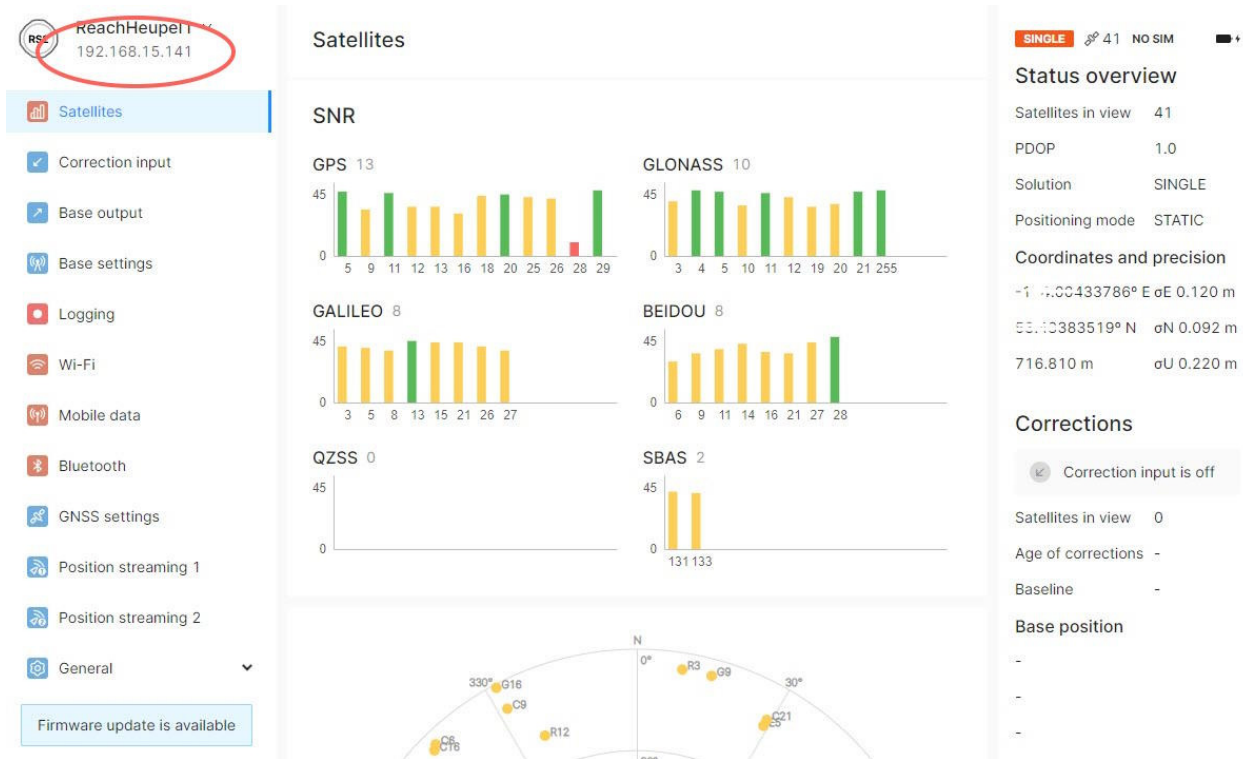 RS2
ReachHeupel1
192.168.15.141
Satellites
Correction input
Base output
Base settings
Logging
Wi-Fi
Mobile data
Bluetooth
GNSS settings
Position streaming 1
Position streaming 2
General
Firmware update is available
Satellites
SNR
GPS 13
45
0
5 9 11 12 13 16 18 20 25 26 28 29
GLONASS 10
45
0
3 4 5 10 11 12 19 20 21 255
GALILEO 8
45
0
3 5 8 13 15 21 26 27
BEIDOU 8
45
0
6 9 11 14 16 21 27 28
QZSS 0
45
0
SBAS 2
45
0
131 133
N
0°
330°
30°
G16
C9
R12
R3
G9
C21
E5
C6
C16
SINGLE 41 NO SIM
Status overview
Satellites in view 41
PDOP 1.0
Solution SINGLE
Positioning mode STATIC
Coordinates and precision
E σE 0.120 m
N σN 0.092 m
716.810 m σU 0.220 m
Corrections
Correction input is off
Satellites in view 0
Age of corrections -
Baseline -
Base position
-
-
-